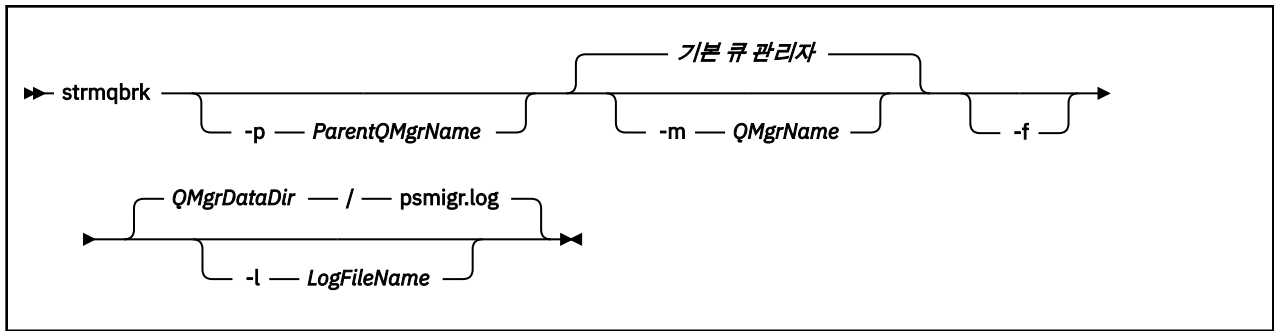 기본 큐 관리자
strmqbrk
-p ParentQMgrName
-m QMgrName
-f
QMgrDataDir / psmigr.log
-l LogFileName